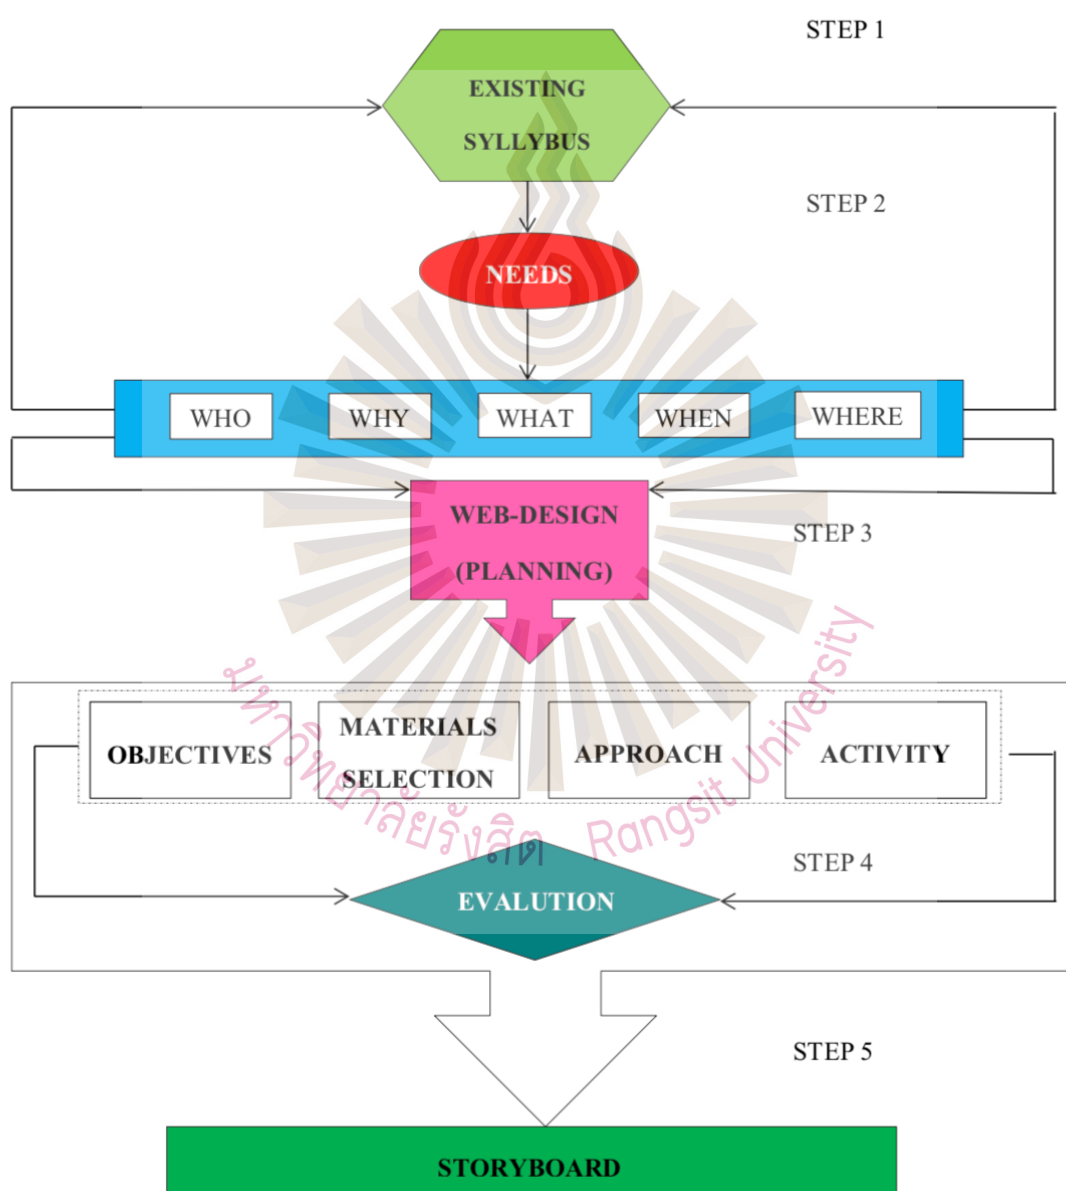 STEP 1
EXISTING
SYLLYBUS
STEP 2
NEEDS
WHO
WHY
WHAT
WHEN
WHERE
WEB-DESIGN
(PLANNING)
STEP 3
OBJECTIVES
MATERIALS
SELECTION
APPROACH
ACTIVITY
มหาวิทยาลัยรังสิต Rangsit University
STEP 4
EVALUTION
STEP 5
STORYBOARD